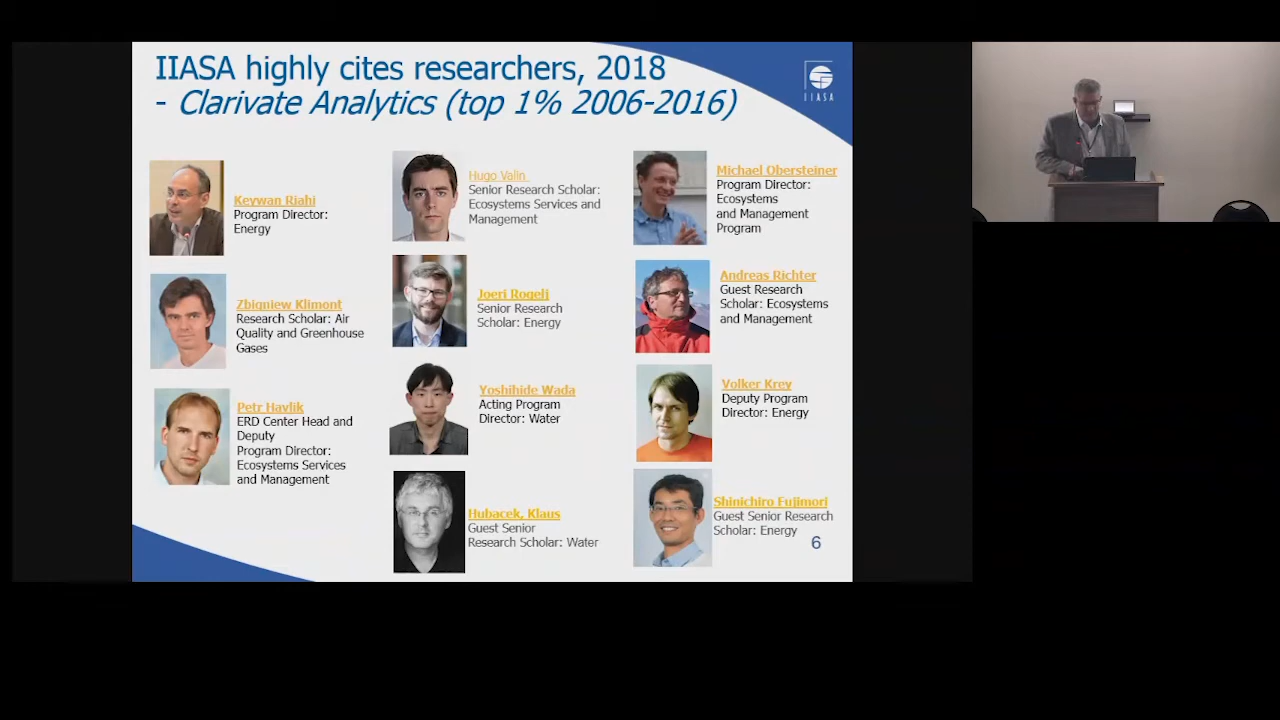 IIASA highly cites researchers, 2018
- Clarivate Analytics (top 1% 2006-2016)
IIASA
Keywan Riahi
Program Director:
Energy
Zbigniew Klimont
Research Scholar: Air
Quality and Greenhouse
Gases
Petr Havlik
ERD Center Head and
Deputy
Program Director:
Ecosystems Services
and Management
Hugo Valin
Senior Research Scholar:
Ecosystems Services and
Management
Joeri Rogelj
Senior Research
Scholar: Energy
Yoshihide Wada
Acting Program
Director: Water
Hubacek, Klaus
Guest Senior
Research Scholar: Water
Michael Obersteiner
Program Director:
Ecosystems
and Management
Program
Andreas Richter
Guest Research
Scholar: Ecosystems
and Management
Volker Krey
Deputy Program
Director: Energy
Shinichiro Fujimori
Guest Senior Research
Scholar: Energy
6